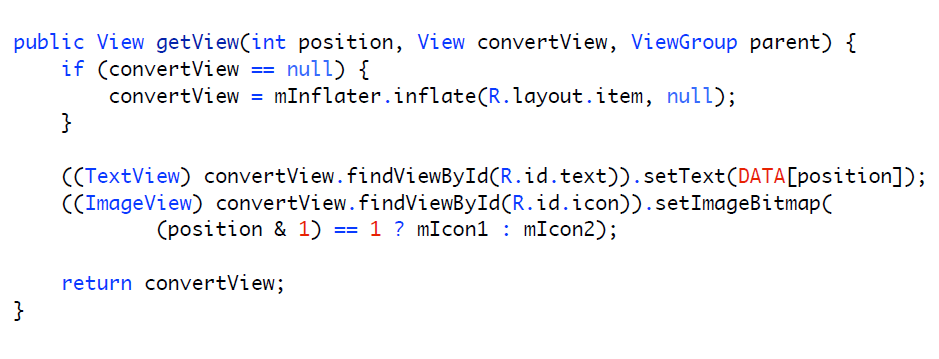 public View getView(int position, View convertView, ViewGroup parent) {
    if (convertView == null) {
        convertView = mInflater.inflate(R.layout.item, null);
    }

    ((TextView) convertView.findViewById(R.id.text)).setText(DATA[position]);
    ((ImageView) convertView.findViewById(R.id.icon)).setImageBitmap(
            (position & 1) == 1 ? mIcon1 : mIcon2);

    return convertView;
}